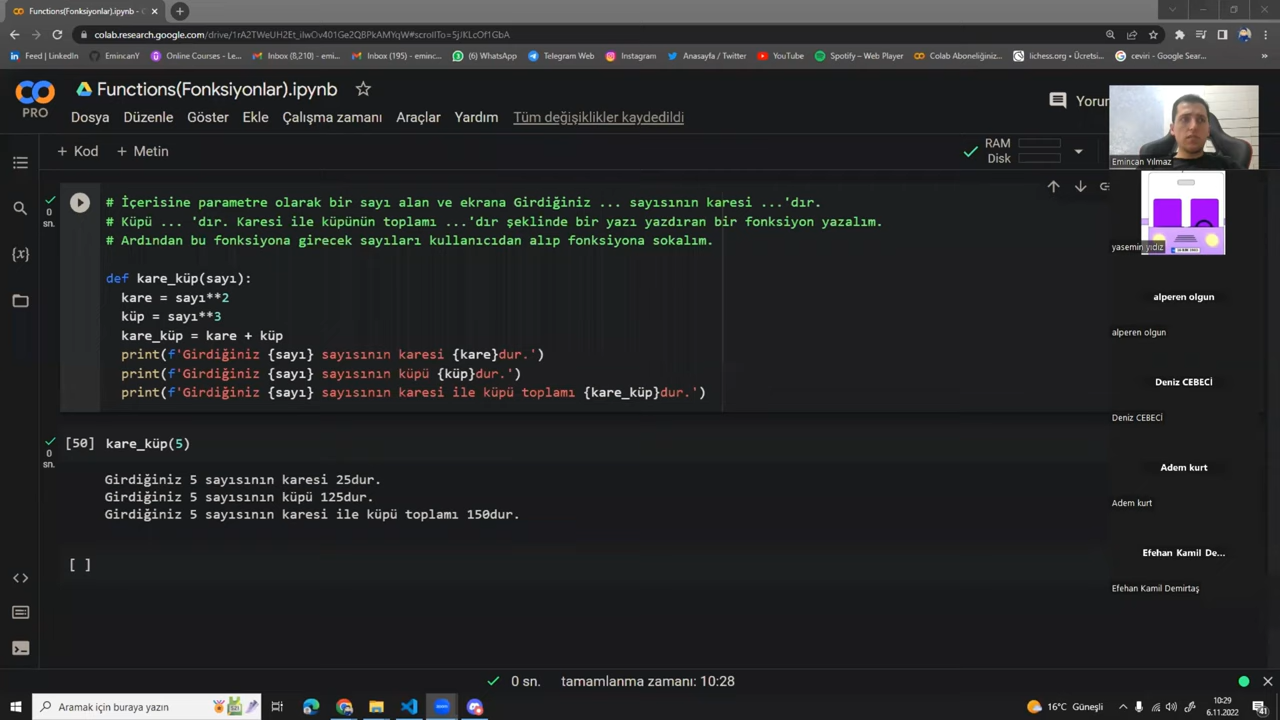 Functions(Fonksiyonlar).ipynb -
colab.research.google.com/drive/1rA2TWeUH2Et_ilwOv401Ge2QBPkAMYqW#scrollTo=5jJKLcOf1GbA
Feed | LinkedIn
EmincanY
Online Courses - Le...
Inbox (8,210) - emi...
Inbox (195) - eminc...
(6) WhatsApp
Telegram Web
Instagram
Anasayfa / Twitter
YouTube
Spotify – Web Player
Colab Aboneliğiniz...
lichess.org • Ücretsi...
çeviri - Google Sear...
PRO
Functions(Fonksiyonlar).ipynb
Dosya Düzenle Göster Ekle Çalışma zamanı Araçlar Yardım Tüm değişiklikler kaydedildi
+ Kod + Metin
RAM
Disk
# İçerisine parametre olarak bir sayı alan ve ekrana Girdiğiniz ... sayısının karesi ...'dır.
# Küpü ... 'dır. Karesi ile küpünün toplamı ...'dır şeklinde bir yazı yazdıran bir fonksiyon yazalım.
# Ardından bu fonksiyona girecek sayıları kullanıcıdan alıp fonksiyona sokalım.
0
sn.
def kare_küp(sayı):
kare = sayı**2
küp = sayı**3
kare_küp = kare + küp
print(f'Girdiğiniz {sayı} sayısının karesi {kare}dur.')
print(f'Girdiğiniz {sayı} sayısının küpü {küp}dur.')
print(f'Girdiğiniz {sayı} sayısının karesi ile küpü toplamı {kare_küp}dur.')
[50] kare_küp(5)
0
sn.
Girdiğiniz 5 sayısının karesi 25dur.
Girdiğiniz 5 sayısının küpü 125dur.
Girdiğiniz 5 sayısının karesi ile küpü toplamı 150dur.
[ ]
Emincan Yılmaz
yasemin yıdız
alperen olgun
alperen olgun
Deniz CEBECİ
Deniz CEBECİ
Adem kurt
Adem kurt
Efehan Kamil De...
Efehan Kamil Demirtaş
0 sn. tamamlanma zamanı: 10:28
Aramak için buraya yazın
16°C Güneşli
10:29
6.11.2022